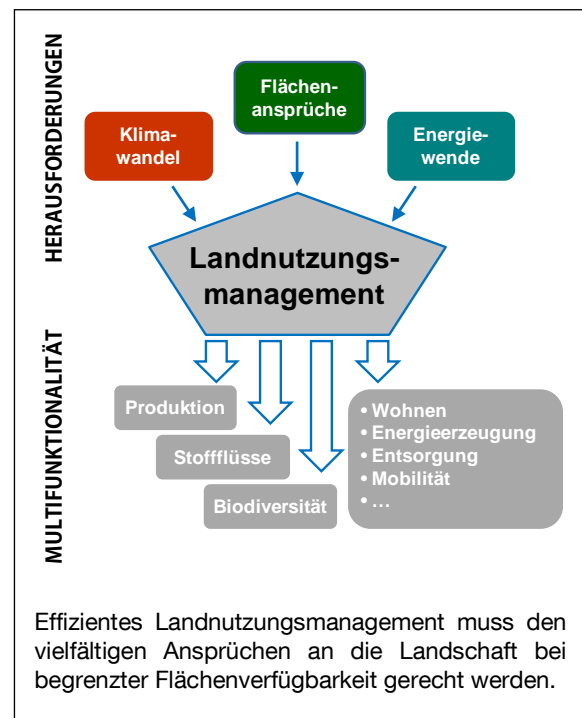 HERAUSFORDERUNGEN
Flächen-
ansprüche
Klima-
wandel
Energie-
wende
Landnutzungs-
management
MULTIFUNKTIONALITÄT
Produktion
Stoffflüsse
Biodiversität
• Wohnen
• Energieerzeugung
• Entsorgung
• Mobilität
• ...
Effizientes Landnutzungsmanagement muss den
vielfältigen Ansprüchen an die Landschaft bei
begrenzter Flächenverfügbarkeit gerecht werden.